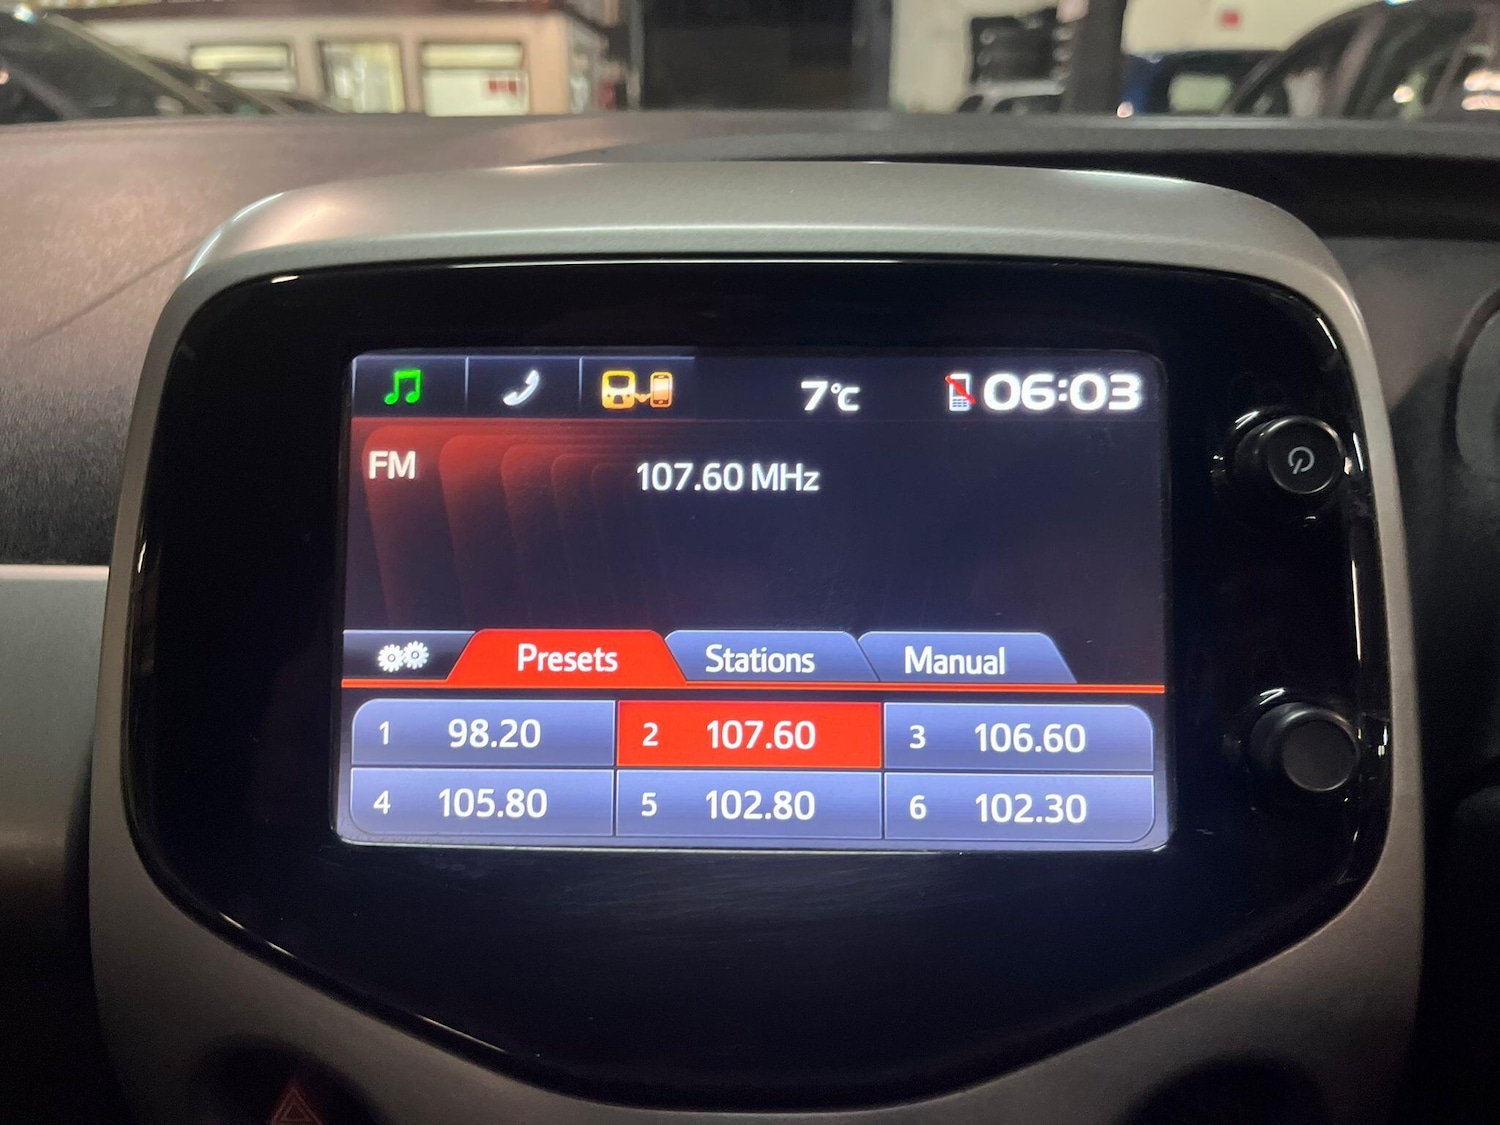 7°C 06:03
FM 107.60 MHz
Presets Stations Manual
1 98.20 2 107.60 3 106.60
4 105.80 5 102.80 6 102.30